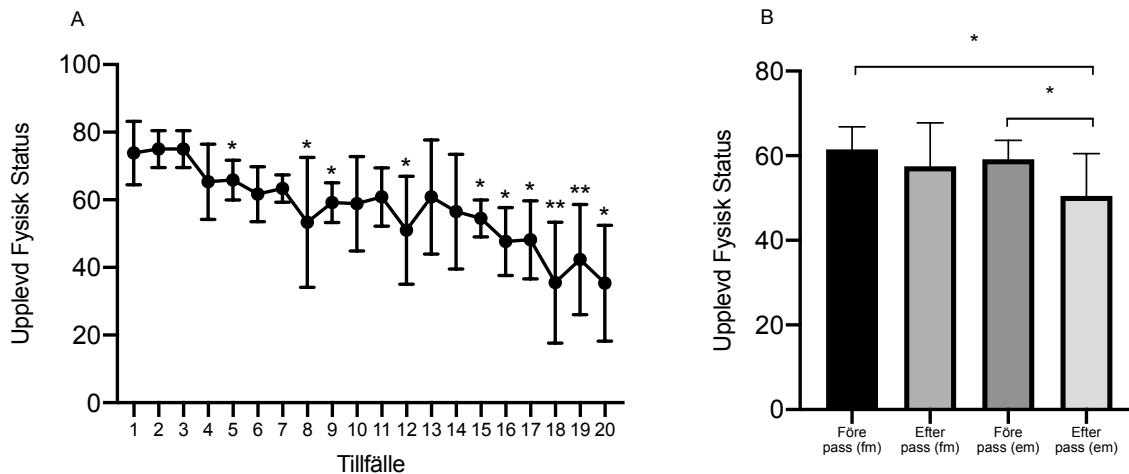 A
Upplevd Fysisk Status
100
80
60
40
20
0
* * * * * * * ** ** *
1 2 3 4 5 6 7 8 9 10 11 12 13 14 15 16 17 18 19 20
Tillfälle
B
Upplevd Fysisk Status
80
60
40
20
0
*
*
Före
pass (fm)
Efter
pass (fm)
Före
pass (em)
Efter
pass (em)